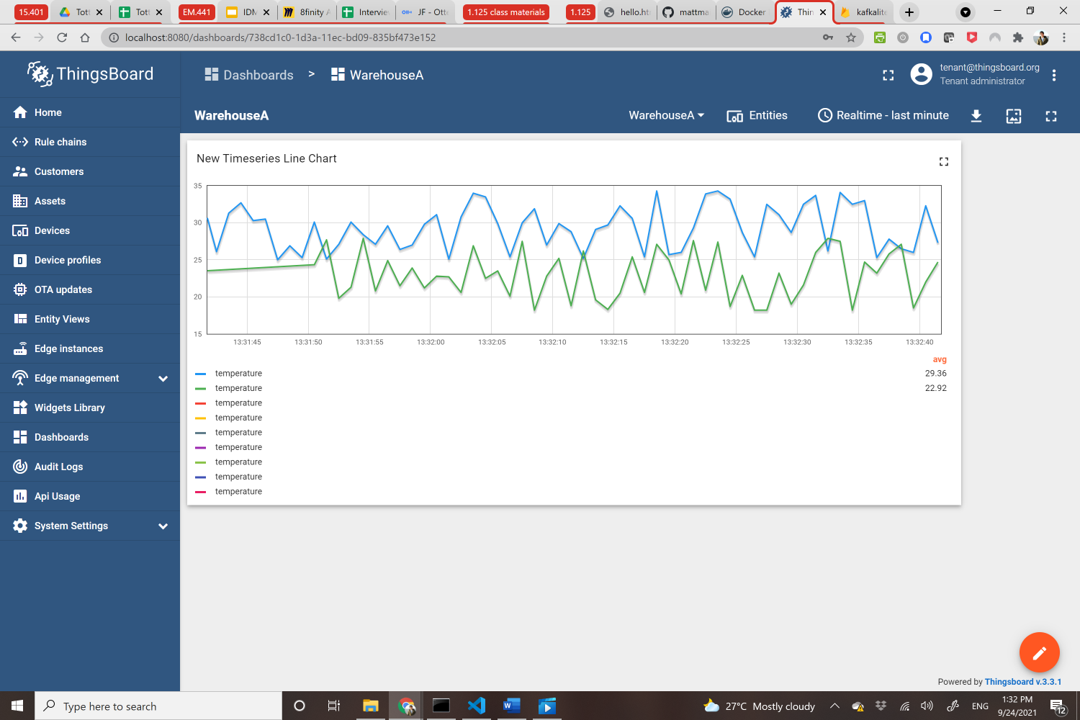 15.401
Tott
Tott
EM.441
IDM
8finity A
Interview
JF - Otto
1.125 class materials
1.125
hello.ht
mattma
Docker
Thin
kafkalite
localhost:8080/dashboards/738cd1c0-1d3a-11ec-bd09-835bf473e152
ThingsBoard
Dashboards > WarehouseA
tenant@thingsboard.org
Tenant administrator
WarehouseA
WarehouseA
Entities
Realtime - last minute
Home
Rule chains
Customers
Assets
Devices
Device profiles
OTA updates
Entity Views
Edge instances
Edge management
Widgets Library
Dashboards
Audit Logs
Api Usage
System Settings
New Timeseries Line Chart
35
30
25
20
15
13:31:45 13:31:50 13:31:55 13:32:00 13:32:05 13:32:10 13:32:15 13:32:20 13:32:25 13:32:30 13:32:35 13:32:40
avg
temperature 29.36
temperature 22.92
temperature
temperature
temperature
temperature
temperature
temperature
temperature
Powered by Thingsboard v.3.3.1
Type here to search
27°C Mostly cloudy
ENG
1:32 PM
9/24/2021
12